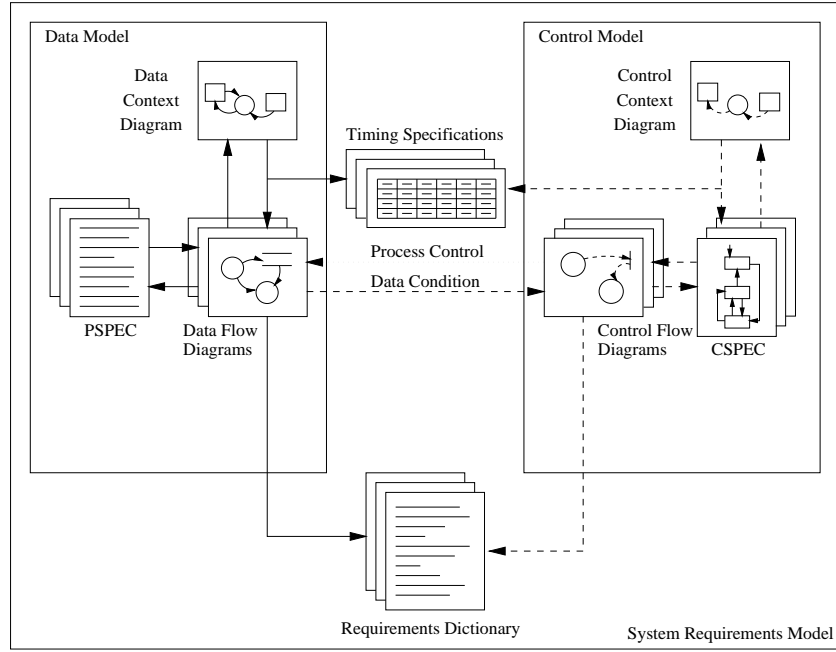 Data Model
Control Model
Data
Context
Diagram
Control
Context
Diagram
Timing Specifications
Process Control
Data Condition
PSPEC
Data Flow
Diagrams
Control Flow
Diagrams
CSPEC
Requirements Dictionary
System Requirements Model